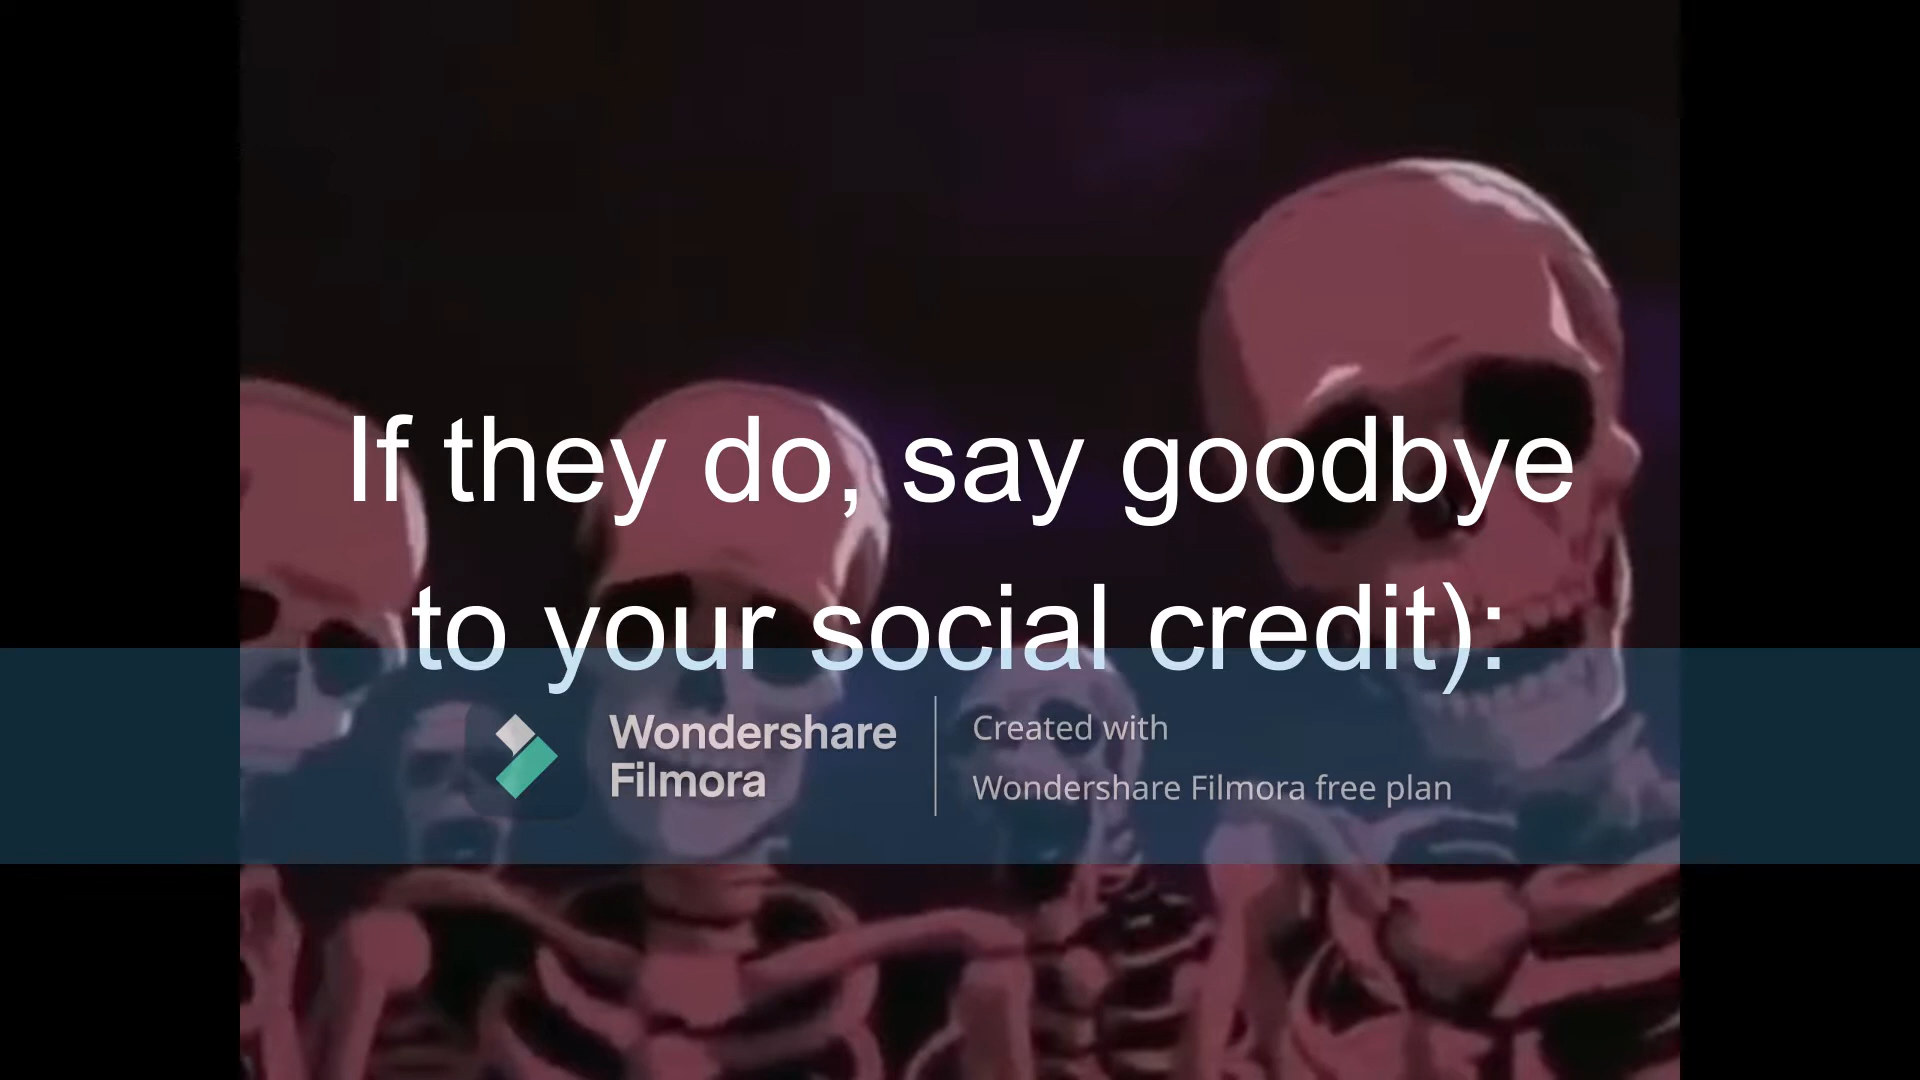 If they do, say goodbye
to your social credit):
Wondershare
Filmora
Created with
Wondershare Filmora free plan